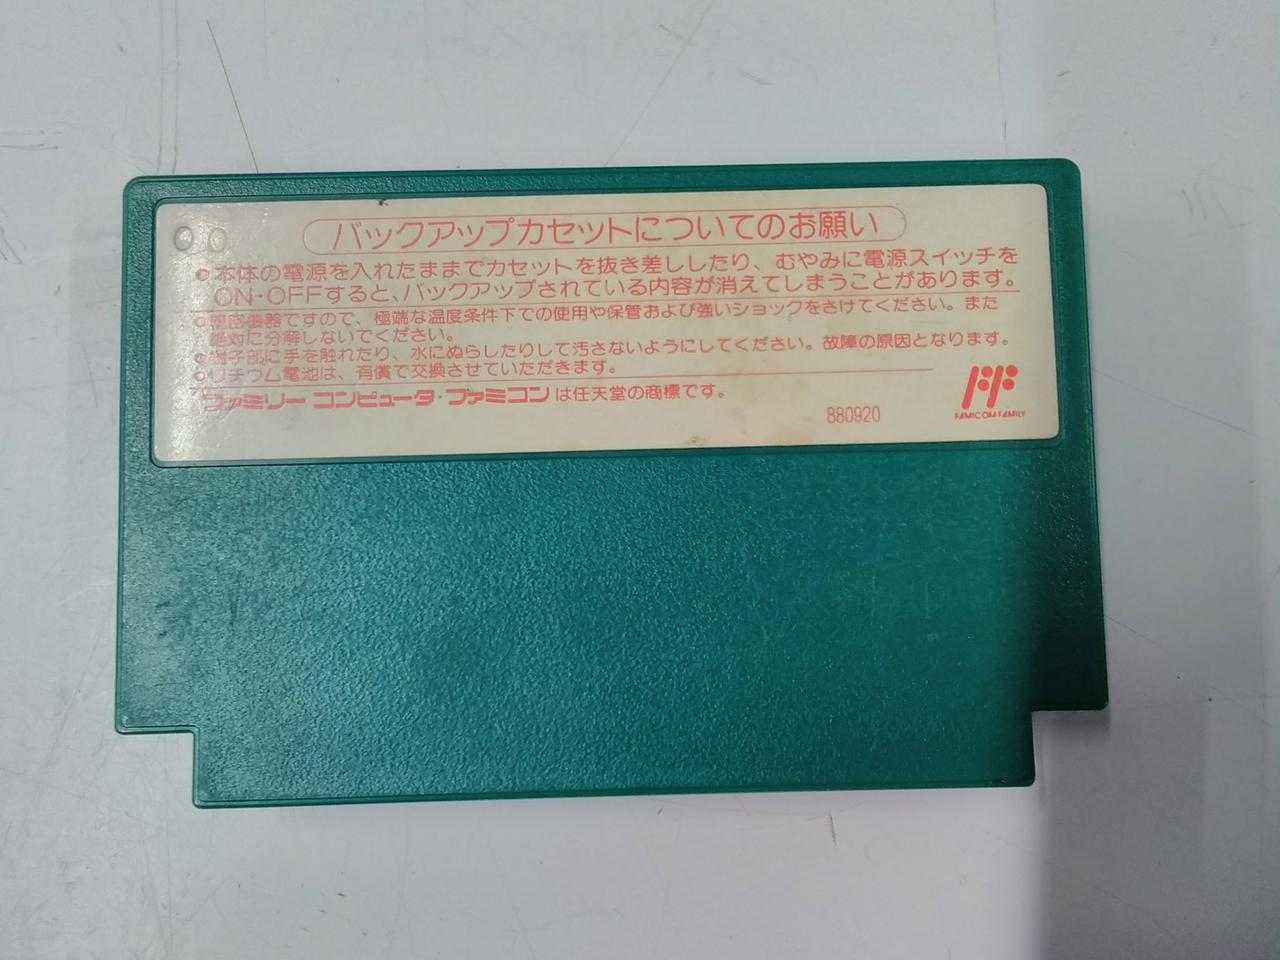 バックアップカセットについてのお願い
●本体の電源を入れたままでカセットを抜き差ししたり、むやみに電源スイッチを
ON・OFFすると、バックアップされている内容が消えてしまうことがあります。
●精密機器ですので、極端な温度条件下での使用や保管および強いショックをさけてください。また
絶対に分解しないでください。
●端子部に手を触れたり、水にぬらしたりして汚さないようにしてください。故障の原因となります。
●リチウム電池は、有償で交換させていただきます。
ファミリーコンピュータ・ファミコンは任天堂の商標です。
880920
FF
FAMICOM FAMILY
00